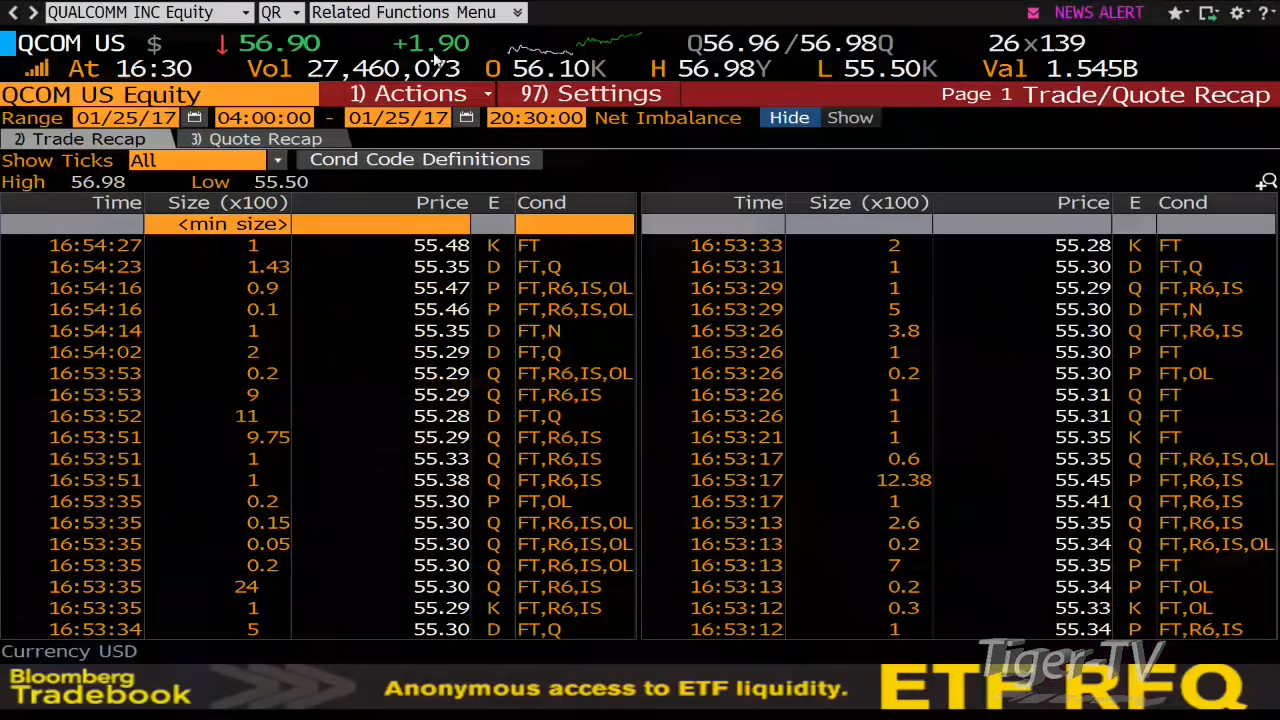 QUALCOMM INC Equity QR Related Functions Menu NEWS ALERT ?
QCOM US $ ↓ 56.90 +1.90 Q56.96 /56.98Q 26×139
At 16:30 Vol 27,460,073 O 56.10K H 56.98Y L 55.50K Val 1.545B
QCOM US Equity 1) Actions 97) Settings Page 1 Trade/Quote Recap
Range 01/25/17 04:00:00 - 01/25/17 20:30:00 Net Imbalance Hide Show
2) Trade Recap 3) Quote Recap
Show Ticks All Cond Code Definitions
High 56.98 Low 55.50
Time Size (x100) Price E Cond Time Size (x100) Price E Cond
<min size>
16:54:27 1 55.48 K FT 16:53:33 2 55.28 K FT
16:54:23 1.43 55.35 D FT,Q 16:53:31 1 55.30 D FT,Q
16:54:16 0.9 55.47 P FT,R6,IS,OL 16:53:29 1 55.29 Q FT,R6,IS
16:54:16 0.1 55.46 P FT,R6,IS,OL 16:53:29 5 55.30 D FT,N
16:54:14 1 55.35 D FT,N 16:53:26 3.8 55.30 Q FT,R6,IS
16:54:02 2 55.29 D FT,Q 16:53:26 1 55.30 P FT
16:53:53 0.2 55.29 Q FT,R6,IS,OL 16:53:26 0.2 55.30 P FT,OL
16:53:53 9 55.29 Q FT,R6,IS 16:53:26 1 55.31 Q FT
16:53:52 11 55.28 D FT,Q 16:53:26 1 55.31 Q FT
16:53:51 9.75 55.29 Q FT,R6,IS 16:53:21 1 55.35 K FT
16:53:51 1 55.33 Q FT,R6,IS 16:53:17 0.6 55.35 Q FT,R6,IS,OL
16:53:51 1 55.38 Q FT,R6,IS 16:53:17 12.38 55.45 P FT,R6,IS
16:53:35 0.2 55.30 P FT,OL 16:53:17 1 55.41 Q FT,R6,IS
16:53:35 0.15 55.30 Q FT,R6,IS,OL 16:53:13 2.6 55.35 Q FT,R6,IS
16:53:35 0.05 55.30 Q FT,R6,IS,OL 16:53:13 0.2 55.34 Q FT,R6,IS,OL
16:53:35 0.2 55.30 Q FT,R6,IS,OL 16:53:13 7 55.35 P FT
16:53:35 24 55.30 Q FT,R6,IS 16:53:13 0.2 55.34 P FT,OL
16:53:35 1 55.29 K FT,R6,IS 16:53:12 0.3 55.33 K FT,OL
16:53:34 5 55.30 D FT,Q 16:53:12 1 55.34 P FT,R6,IS
Currency USD
Tiger-TV
Bloomberg
Tradebook Anonymous access to ETF liquidity. ETF RFQ